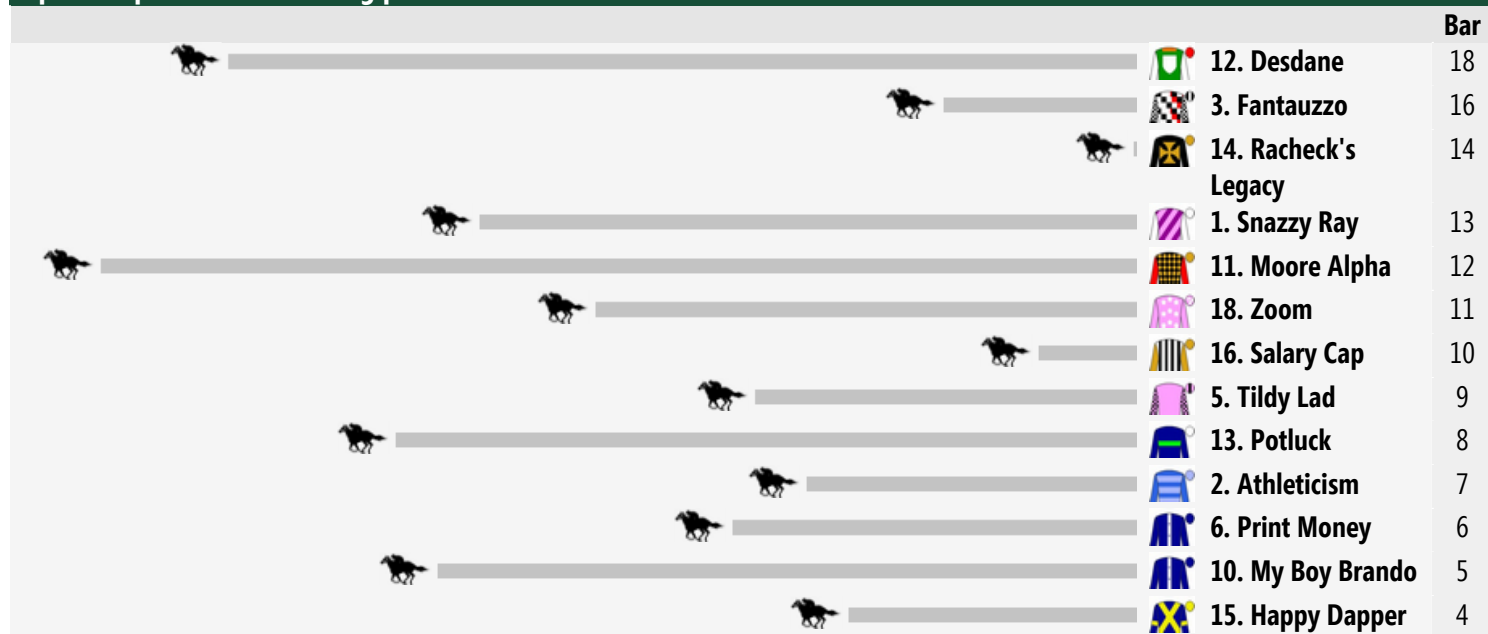 Bar
12. Desdane 18
3. Fantauzzo 16
14. Racheck's 14
Legacy
1. Snazzy Ray 13
11. Moore Alpha 12
18. Zoom 11
16. Salary Cap 10
5. Tildy Lad 9
13. Potluck 8
2. Athleticism 7
6. Print Money 6
10. My Boy Brando 5
15. Happy Dapper 4